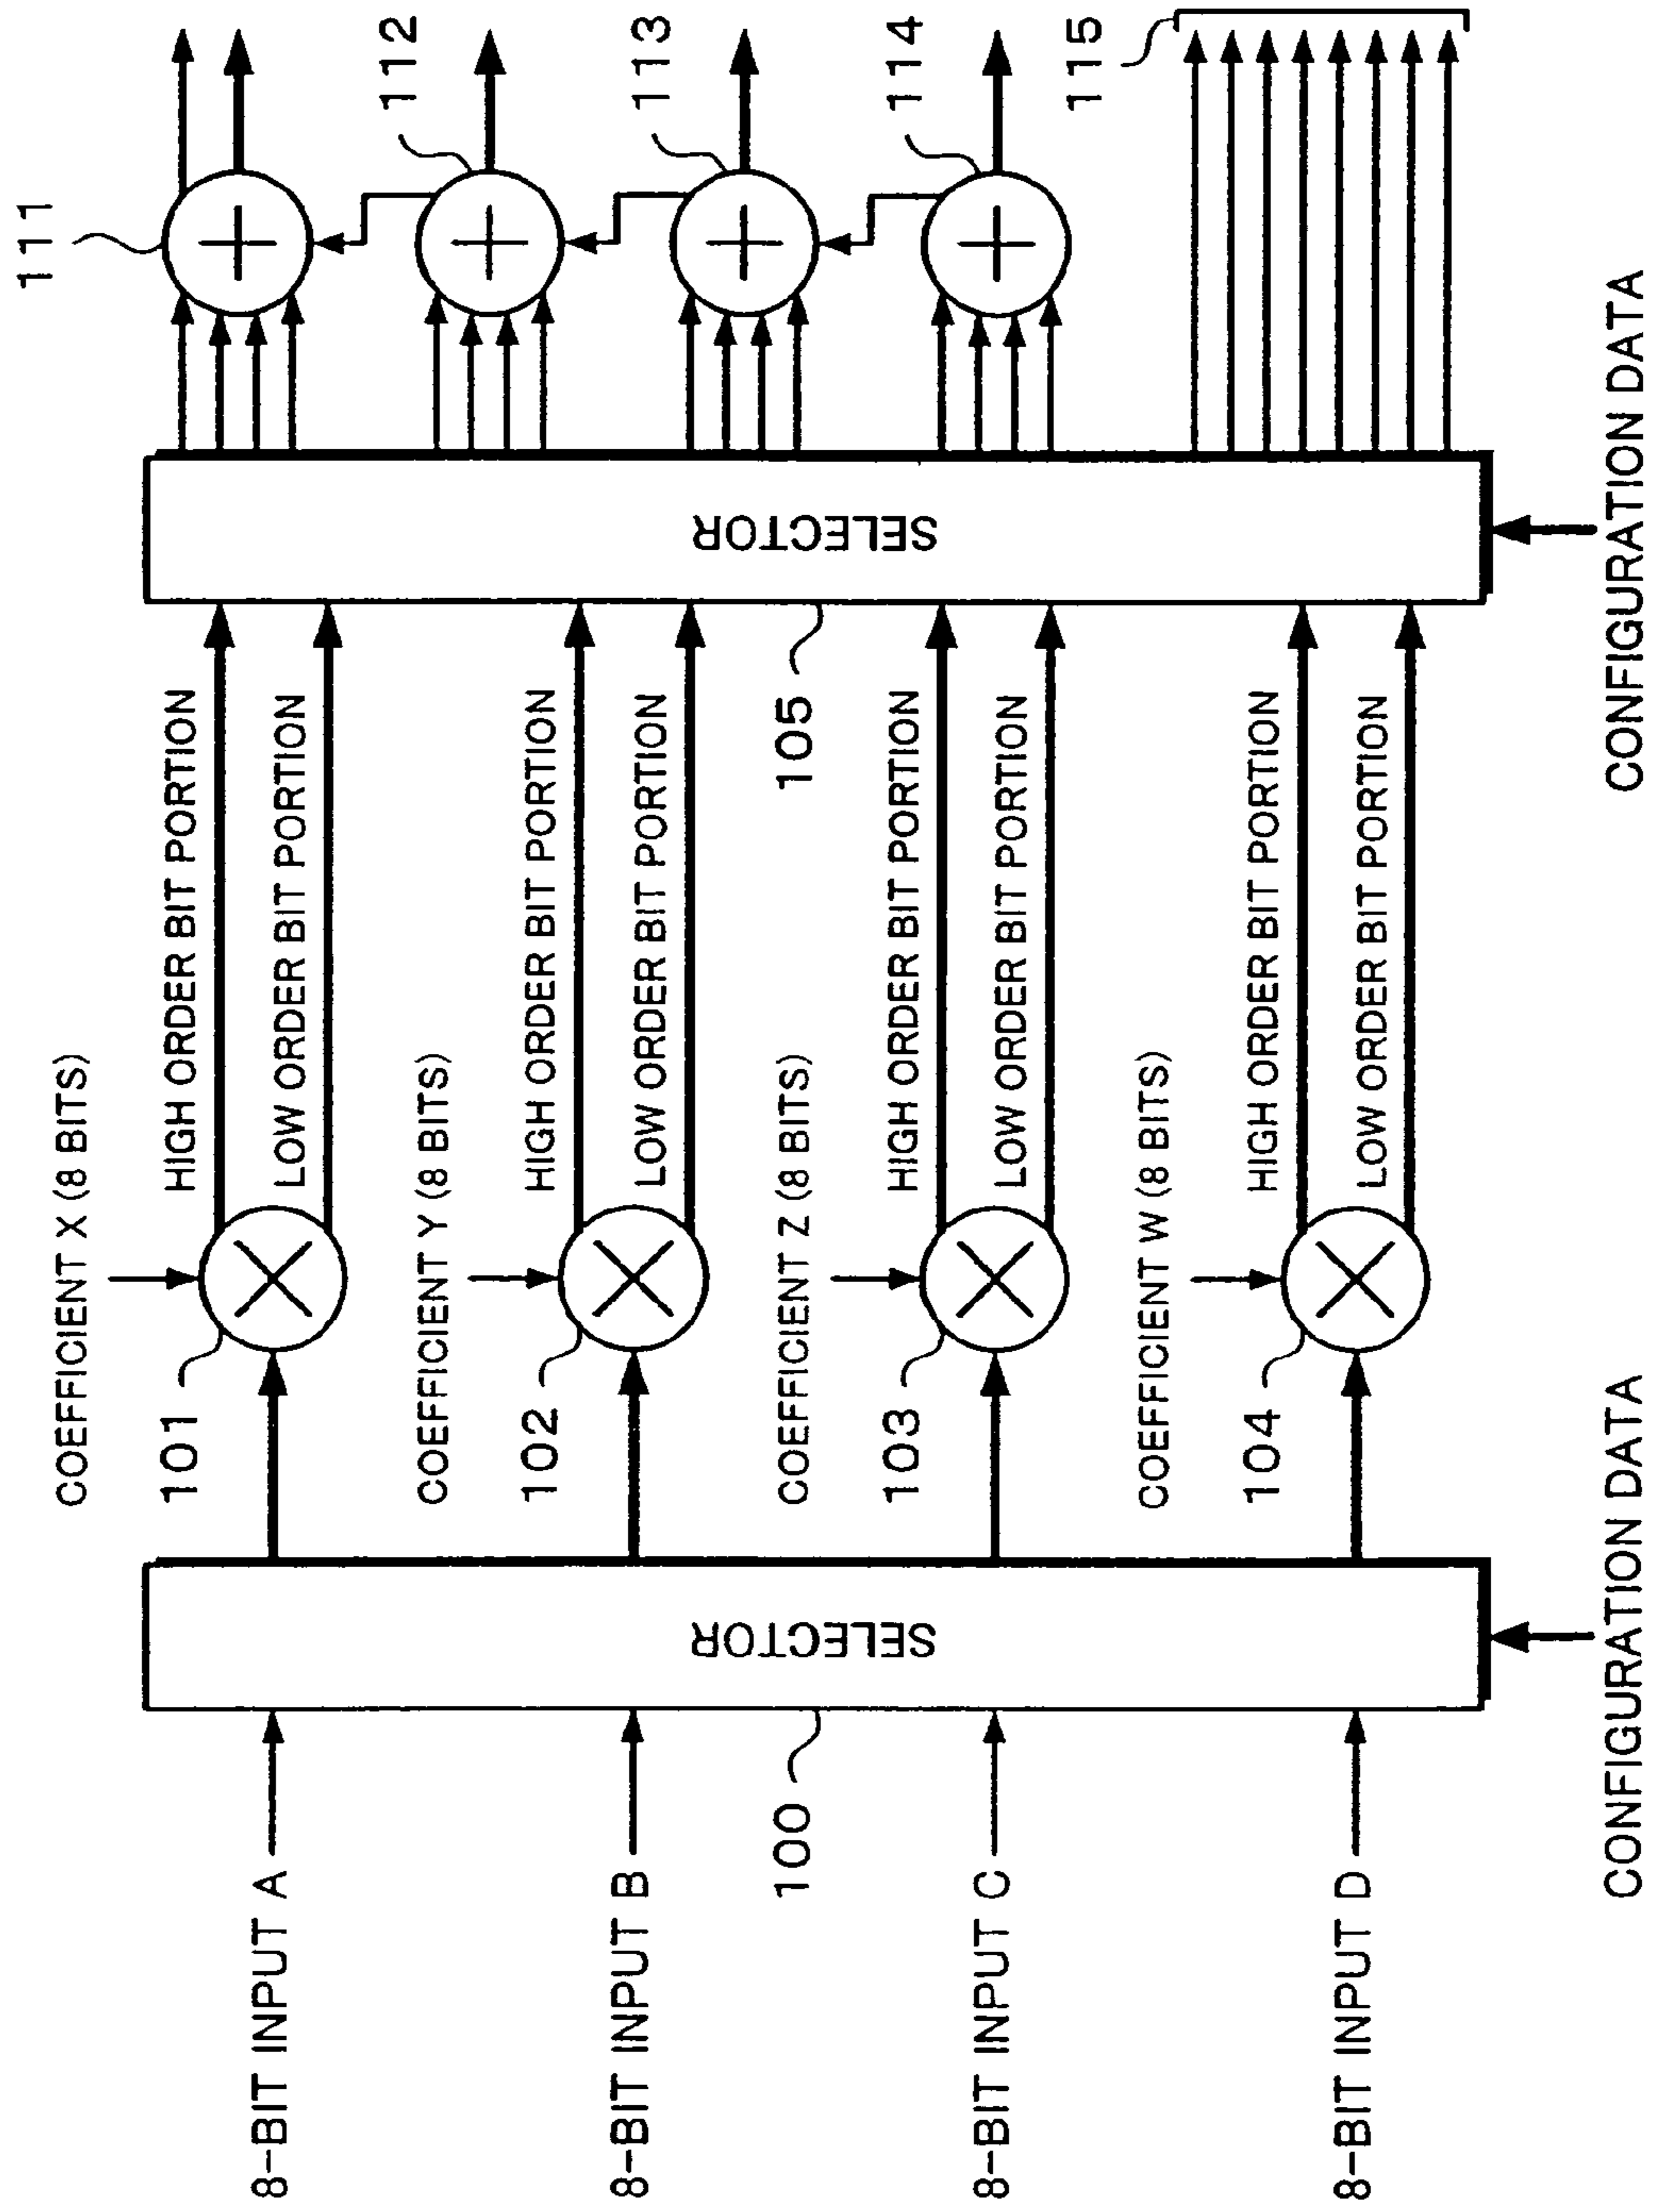 8-BIT INPUT A
8-BIT INPUT B
8-BIT INPUT C
8-BIT INPUT D
100
SELECTOR
CONFIGURATION DATA
COEFFICIENT X (8 BITS)
101
HIGH ORDER BIT PORTION
LOW ORDER BIT PORTION
COEFFICIENT Y (8 BITS)
102
HIGH ORDER BIT PORTION
LOW ORDER BIT PORTION
COEFFICIENT Z (8 BITS)
103
HIGH ORDER BIT PORTION
LOW ORDER BIT PORTION
COEFFICIENT W (8 BITS)
104
HIGH ORDER BIT PORTION
LOW ORDER BIT PORTION
105
SELECTOR
CONFIGURATION DATA
111
112
113
114
115